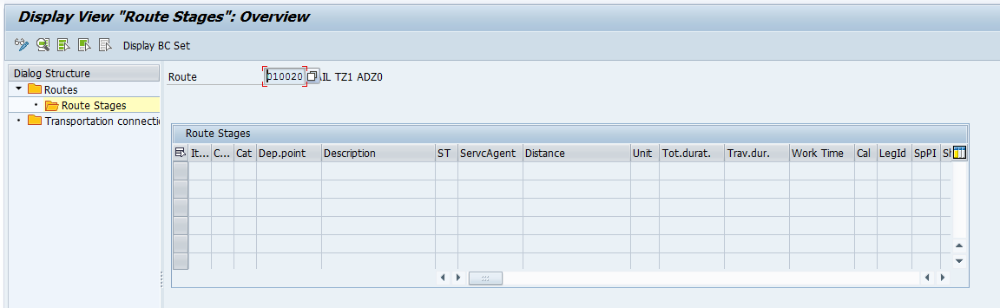 Display View "Route Stages": Overview
Display BC Set
Dialog Structure
Routes
Route Stages
Transportation connecti
Route 010020 IL TZ1 ADZ0
Route Stages
It... C... Cat Dep.point Description ST ServcAgent Distance Unit Tot.durat. Trav.dur. Work Time Cal LegId SpPl